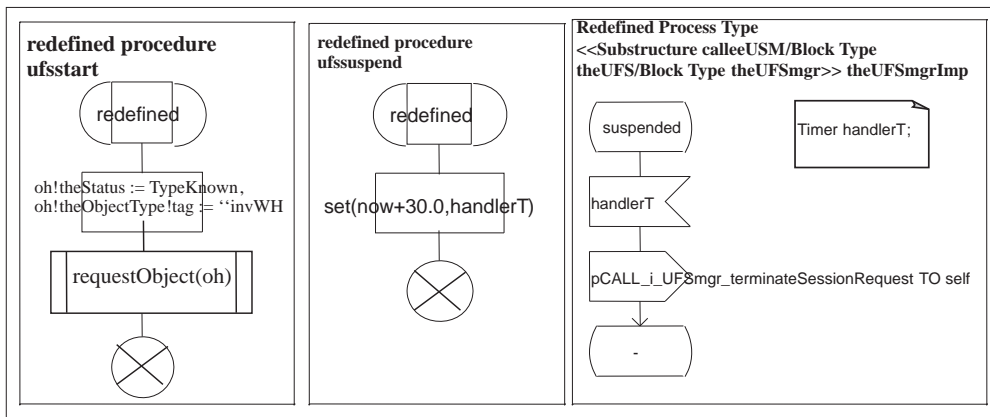 redefined procedure
ufsstart
redefined
oh!theStatus := TypeKnown,
oh!theObjectType!tag := ‘‘invWH
requestObject(oh)
redefined procedure
ufssuspend
redefined
set(now+30.0,handlerT)
Redefined Process Type
<<Substructure calleeUSM/Block Type
theUFS/Block Type theUFSmgr>> theUFSmgrImp
suspended
Timer handlerT;
handlerT
pCALL_i_UFSmgr_terminateSessionRequest TO self
-